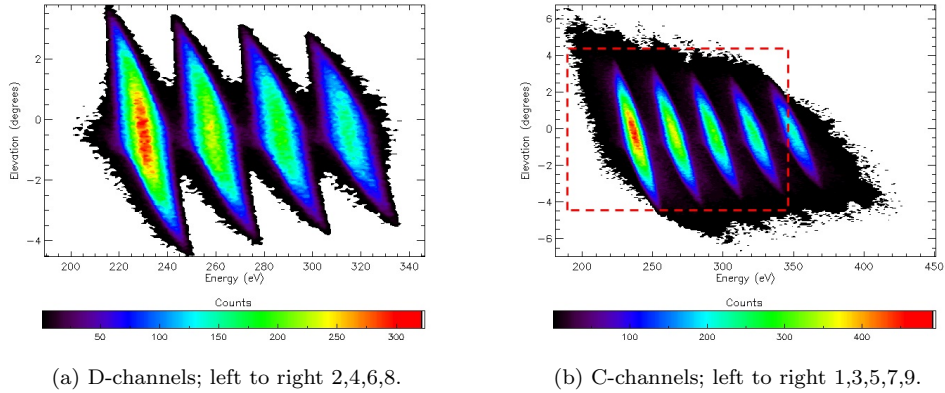 2
0
−2
−4
Elevation (degrees)
200 220 240 260 280 300 320 340
Energy (eV)
Counts
50 100 150 200 250 300
(a) D-channels; left to right 2,4,6,8.
6
4
2
0
−2
−4
−6
Elevation (degrees)
200 250 300 350 400 450
Energy (eV)
Counts
100 200 300 400
(b) C-channels; left to right 1,3,5,7,9.